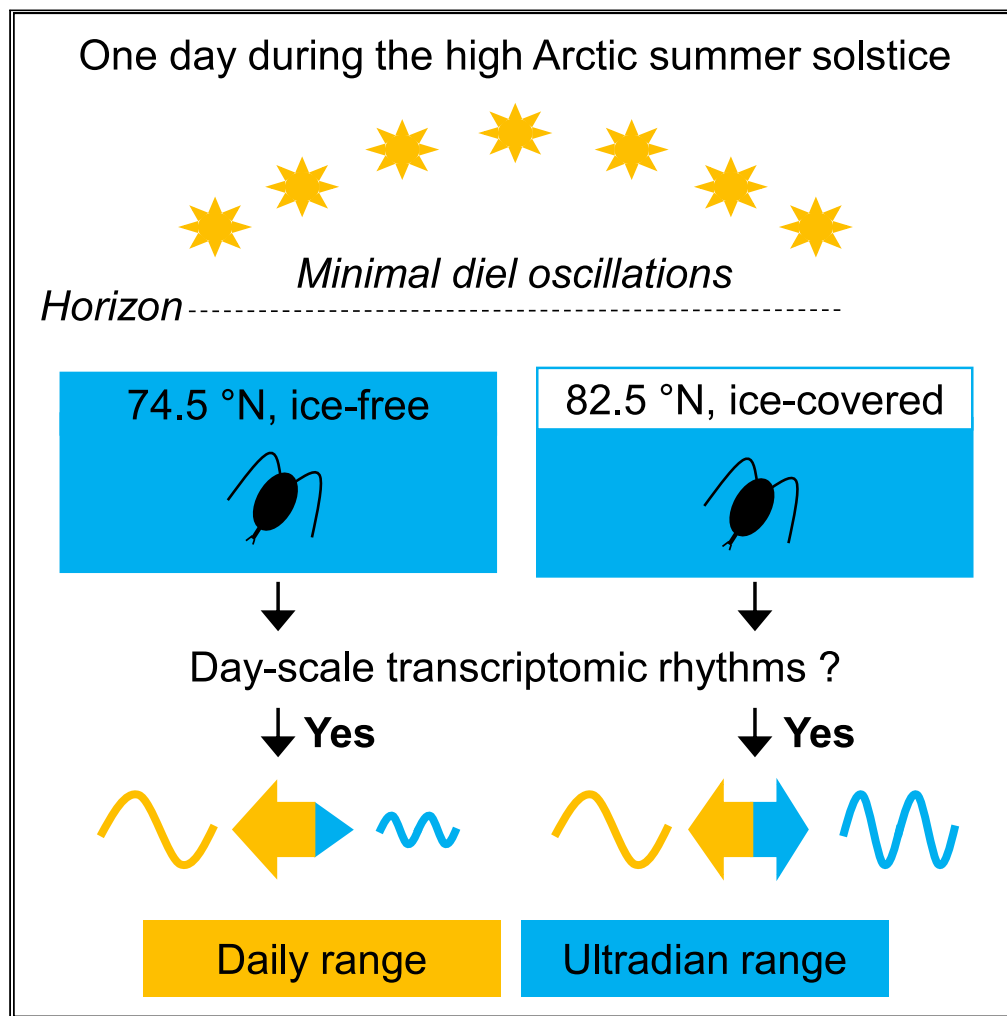 One day during the high Arctic summer solstice
Minimal diel oscillations
Horizon
74.5 °N, ice-free
82.5 °N, ice-covered
Day-scale transcriptomic rhythms ?
Yes
Yes
Daily range
Ultradian range